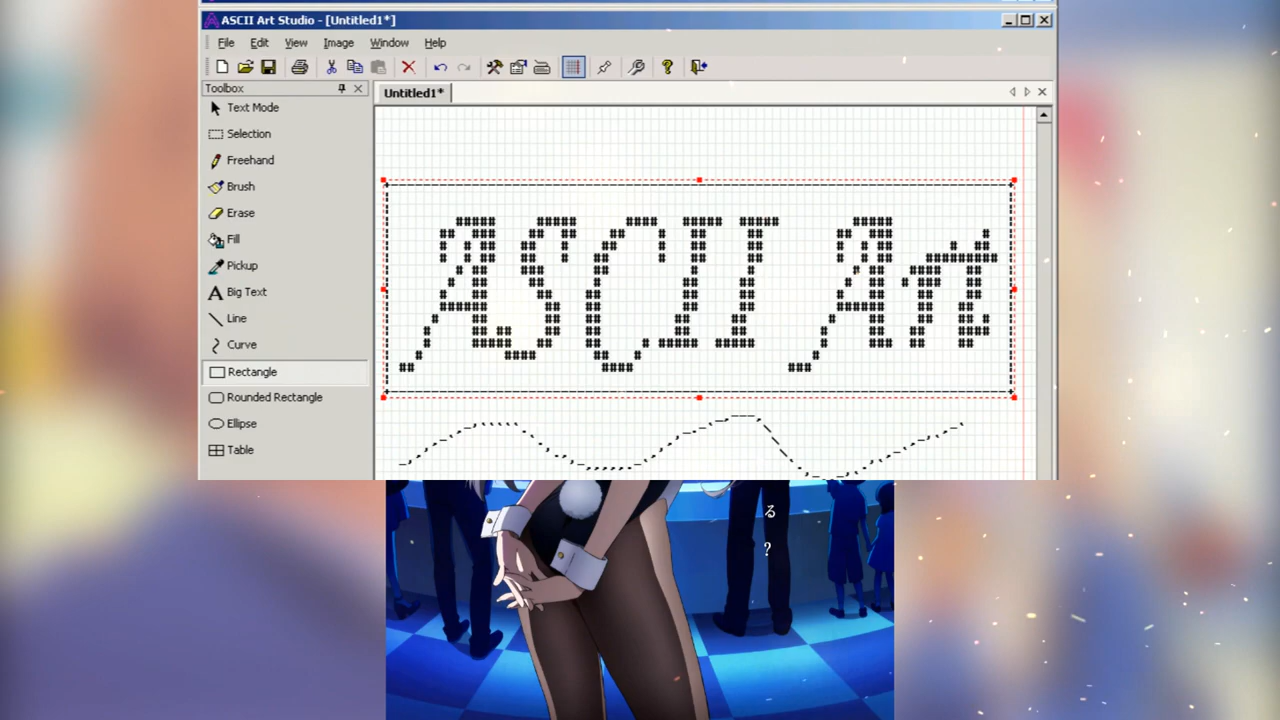 ASCII Art Studio - [Untitled1*]
File Edit View Image Window Help
Toolbox
Untitled1*
Text Mode
Selection
Freehand
Brush
Erase
Fill
Pickup
Big Text
Line
Curve
Rectangle
Rounded Rectangle
Ellipse
Table
ASCII Art
る
?